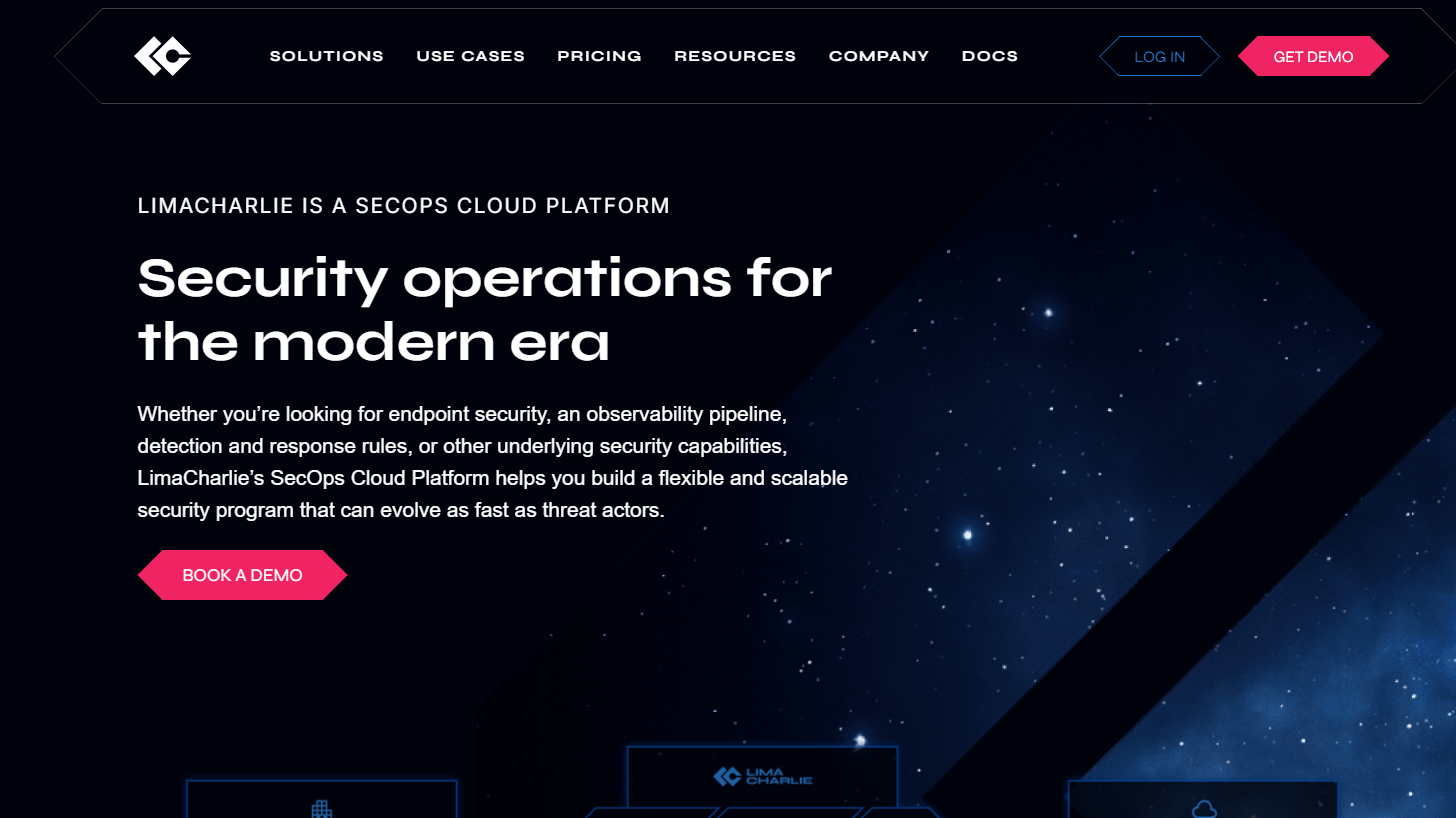 SOLUTIONS USE CASES PRICING RESOURCES COMPANY DOCS LOG IN GET DEMO
LIMACHARLIE IS A SECOPS CLOUD PLATFORM
Security operations for
the modern era
Whether you’re looking for endpoint security, an observability pipeline,
detection and response rules, or other underlying security capabilities,
LimaCharlie’s SecOps Cloud Platform helps you build a flexible and scalable
security program that can evolve as fast as threat actors.
BOOK A DEMO
LIMA
CHARLIE